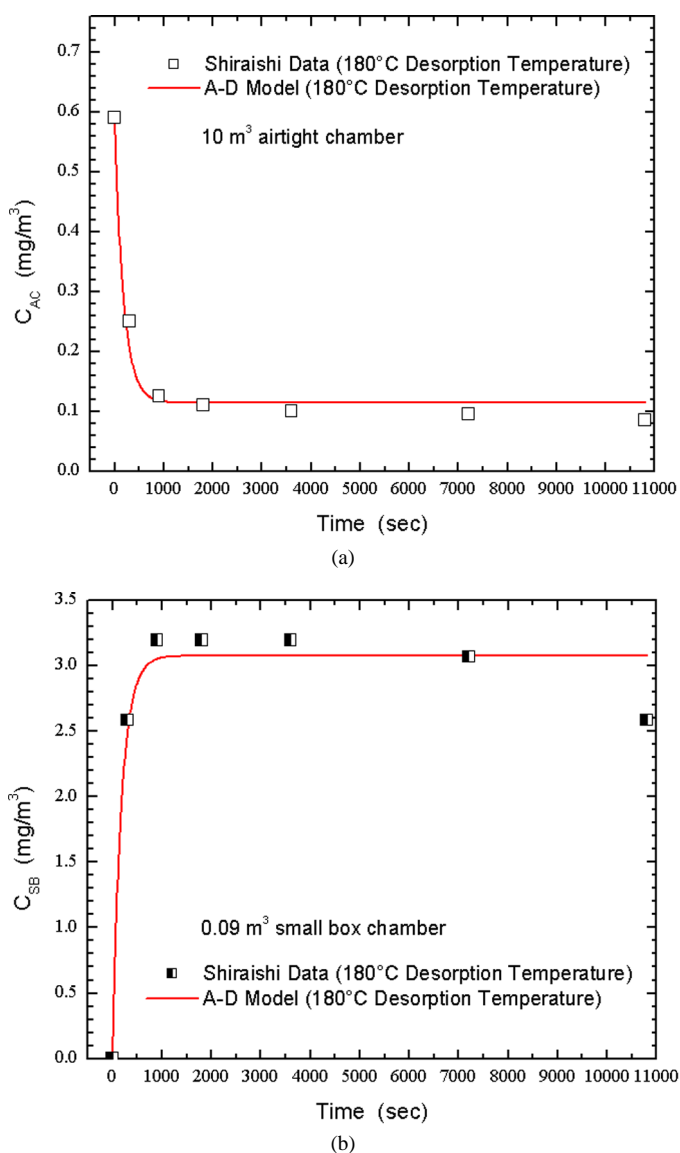 0.7
0.6
0.5
0.4
0.3
0.2
0.1
0.0
C_AC (mg/m³)
Shiraishi Data (180°C Desorption Temperature)
A-D Model (180°C Desorption Temperature)
10 m³ airtight chamber
0 1000 2000 3000 4000 5000 6000 7000 8000 9000 10000 11000
Time (sec)
(a)
3.5
3.0
2.5
2.0
1.5
1.0
0.5
0.0
C_SB (mg/m³)
0.09 m³ small box chamber
Shiraishi Data (180°C Desorption Temperature)
A-D Model (180°C Desorption Temperature)
0 1000 2000 3000 4000 5000 6000 7000 8000 9000 10000 11000
Time (sec)
(b)